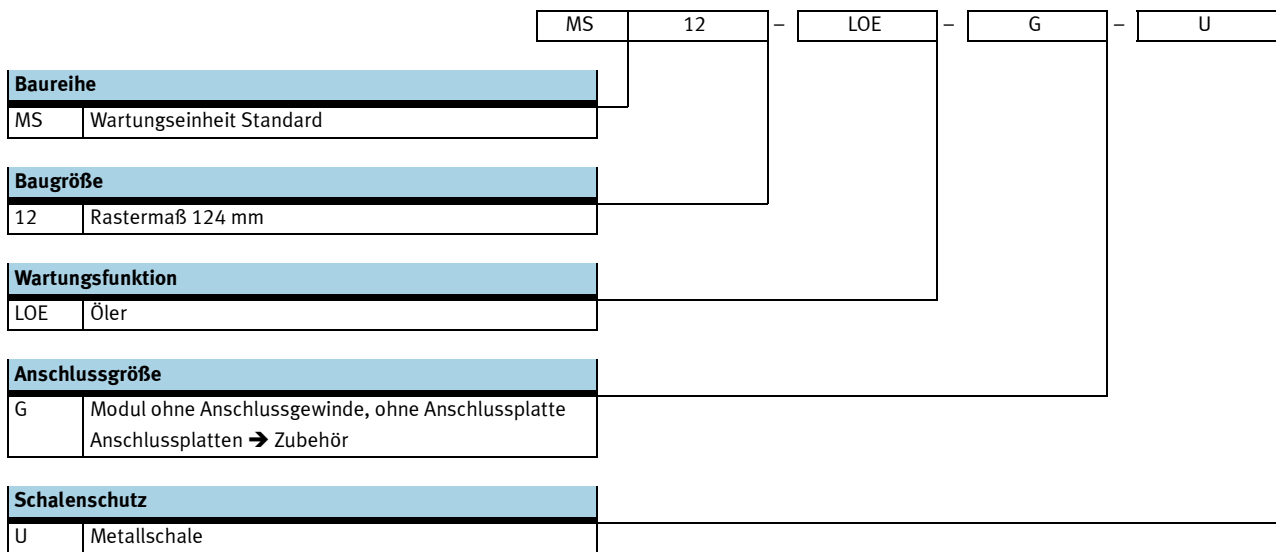 MS 12 – LOE – G – U
Baureihe
MS Wartungseinheit Standard
Baugröße
12 Rastermaß 124 mm
Wartungsfunktion
LOE Öler
Anschlussgröße
G Modul ohne Anschlussgewinde, ohne Anschlussplatte
Anschlussplatten ➔ Zubehör
Schalenschutz
U Metallschale